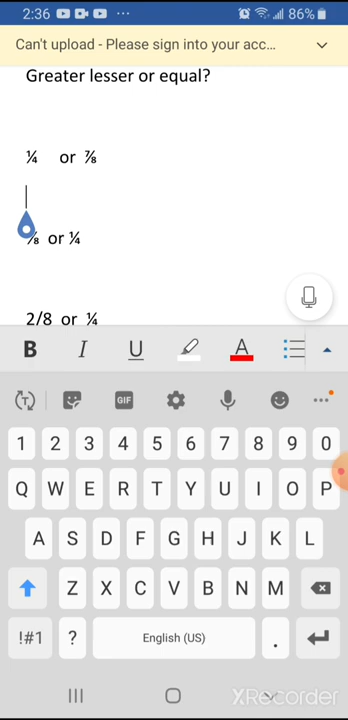 2:36 86%
Can't upload - Please sign into your acc...
Greater lesser or equal?
¼ or ⅞
or ¼
2/8 or ¼
B I U A
T GIF
1 2 3 4 5 6 7 8 9 0
Q W E R T Y U I O P
A S D F G H J K L
Z X C V B N M
!#1 ? English (US) .
XRecorder